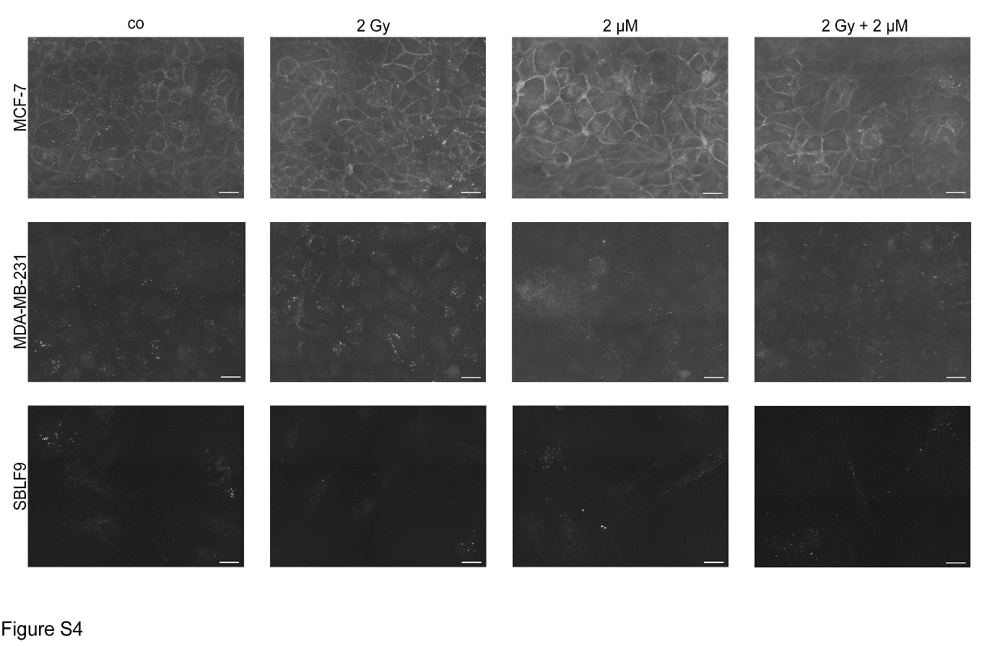 co 2 Gy 2 µM 2 Gy + 2 µM
MCF-7
MDA-MB-231
SBLF9
Figure S4